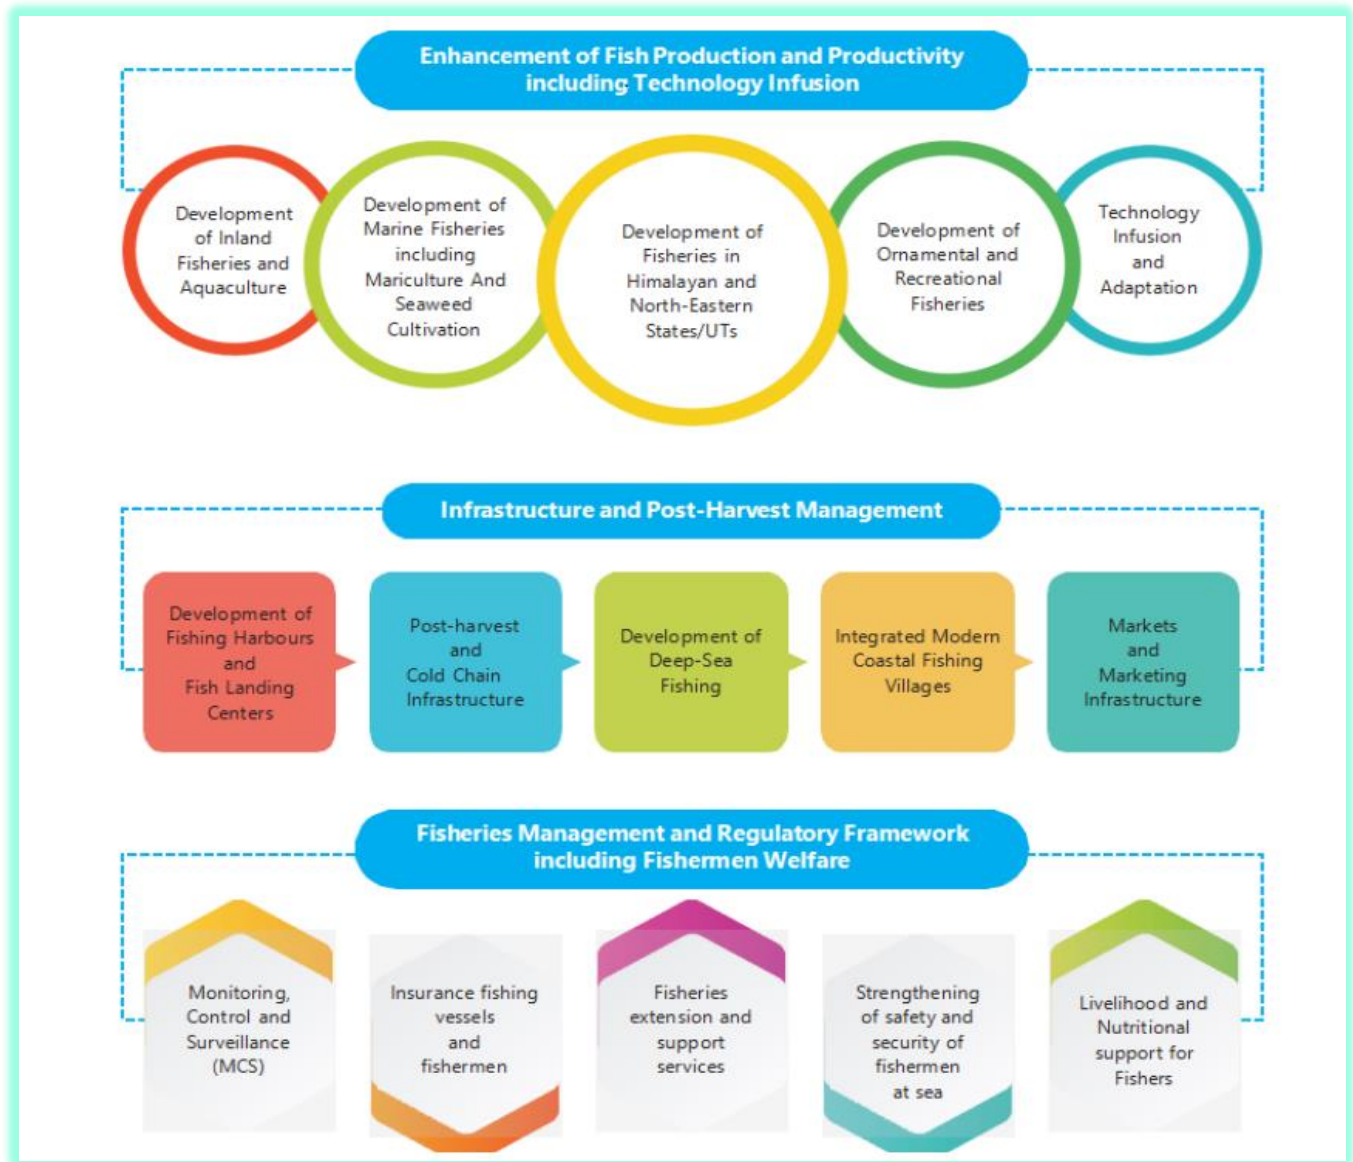 Enhancement of Fish Production and Productivity
including Technology Infusion
Development
of Inland
Fisheries and
Aquaculture
Development of
Marine Fisheries
including
Mariculture And
Seaweed
Cultivation
Development of
Fisheries in
Himalayan and
North-Eastern
States/UTs
Development of
Ornamental and
Recreational
Fisheries
Technology
Infusion
and
Adaptation
Infrastructure and Post-Harvest Management
Development of
Fishing Harbours
and
Fish Landing
Centers
Post-harvest
and
Cold Chain
Infrastructure
Development of
Deep-Sea
Fishing
Integrated Modern
Coastal Fishing
Villages
Markets
and
Marketing
Infrastructure
Fisheries Management and Regulatory Framework
including Fishermen Welfare
Monitoring,
Control and
Surveillance
(MCS)
Insurance fishing
vessels
and
fishermen
Fisheries
extension and
support
services
Strengthening
of safety and
security of
fishermen
at sea
Livelihood and
Nutritional
support for
Fishers